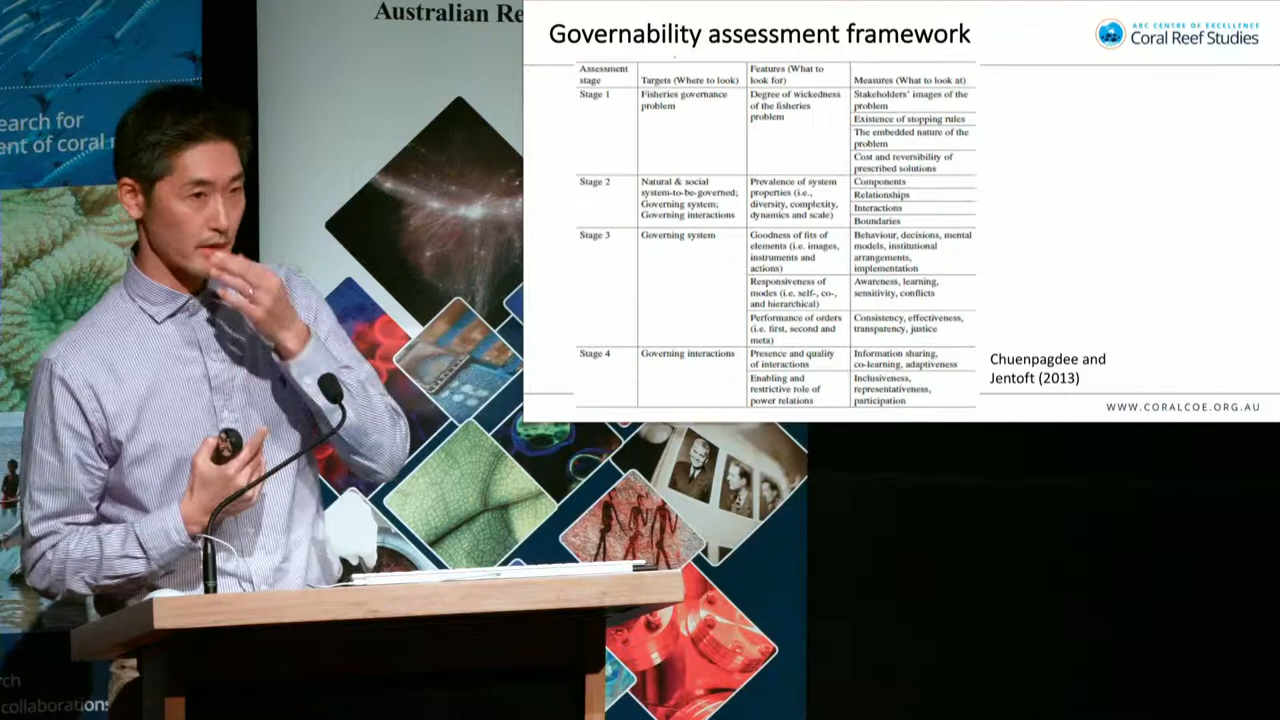 Australian Re
earch for
ent of coral r
rch
collaborations
Governability assessment framework
ARC CENTRE OF EXCELLENCE
Coral Reef Studies
Assessment stage
Targets (Where to look)
Features (What to look for)
Measures (What to look at)
Stage 1
Fisheries governance problem
Degree of wickedness of the fisheries problem
Stakeholders' images of the problem
Existence of stopping rules
The embedded nature of the problem
Cost and reversibility of prescribed solutions
Stage 2
Natural & social system-to-be-governed; Governing system; Governing interactions
Prevalence of system properties (i.e., diversity, complexity, dynamics and scale)
Components
Relationships
Interactions
Boundaries
Stage 3
Governing system
Goodness of fits of elements (i.e. images, instruments and actions)
Behaviour, decisions, mental models, institutional arrangements, implementation
Responsiveness of modes (i.e. self-, co-, and hierarchical)
Awareness, learning, sensitivity, conflicts
Performance of orders (i.e. first, second and meta)
Consistency, effectiveness, transparency, justice
Stage 4
Governing interactions
Presence and quality of interactions
Information sharing, co-learning, adaptiveness
Enabling and restrictive role of power relations
Inclusiveness, representativeness, participation
Chuenpagdee and
Jentoft (2013)
WWW.CORALCOE.ORG.AU